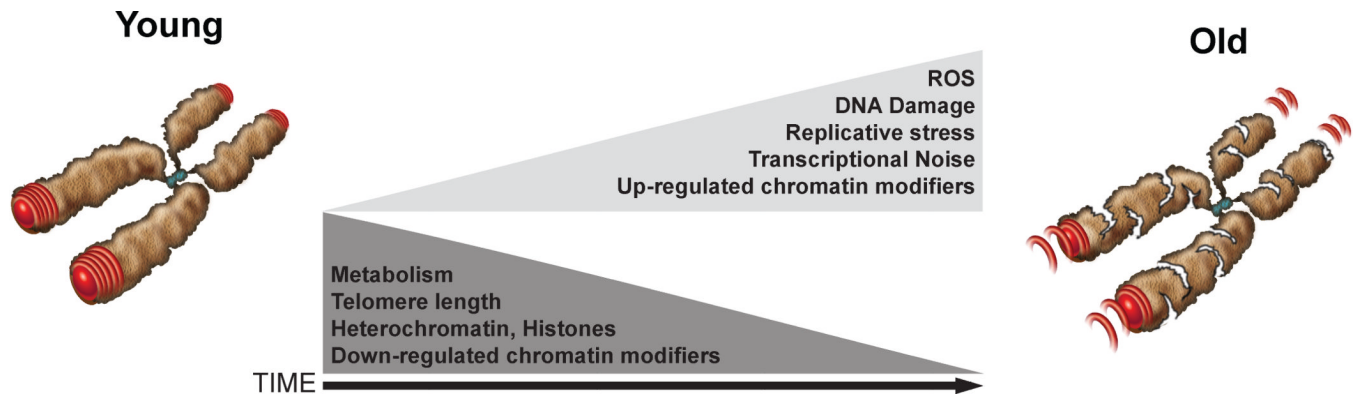 Young
Old
ROS
DNA Damage
Replicative stress
Transcriptional Noise
Up-regulated chromatin modifiers
Metabolism
Telomere length
Heterochromatin, Histones
Down-regulated chromatin modifiers
TIME